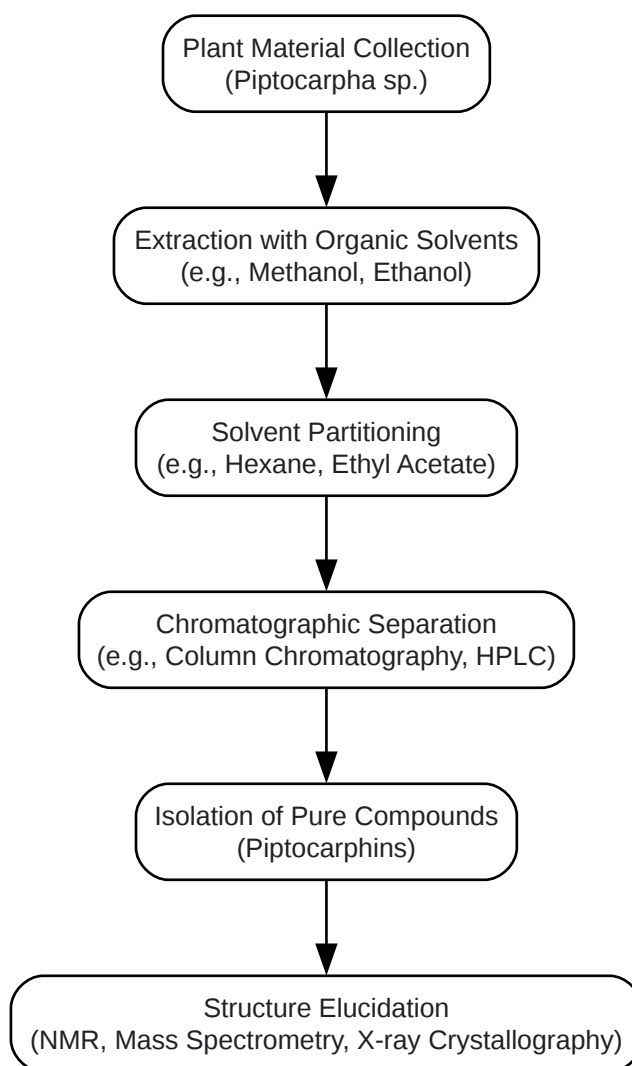 Plant Material Collection
(Piptocarpha sp.)
Extraction with Organic Solvents
(e.g., Methanol, Ethanol)
Solvent Partitioning
(e.g., Hexane, Ethyl Acetate)
Chromatographic Separation
(e.g., Column Chromatography, HPLC)
Isolation of Pure Compounds
(Piptocarphins)
Structure Elucidation
(NMR, Mass Spectrometry, X-ray Crystallography)